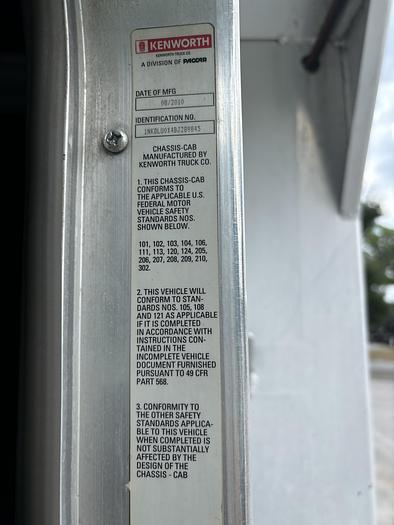 KENWORTH
KENWORTH TRUCK CO.
A DIVISION OF PACCAR
DATE OF MFG
08/2010
IDENTIFICATION NO.
CHASSIS-CAB
MANUFACTURED BY
KENWORTH TRUCK CO.
1. THIS CHASSIS-CAB
CONFORMS TO
THE APPLICABLE U.S.
FEDERAL MOTOR
VEHICLE SAFETY
STANDARDS NOS.
SHOWN BELOW.
101, 102, 103, 104, 106,
111, 113, 120, 124, 205,
206, 207, 208, 209, 210,
302.
2. THIS VEHICLE WILL
CONFORM TO STAN-
DARDS NOS. 105, 108
AND 121 AS APPLICABLE
IF IT IS COMPLETED
IN ACCORDANCE WITH
INSTRUCTIONS CON-
TAINED IN THE
INCOMPLETE VEHICLE
DOCUMENT FURNISHED
PURSUANT TO 49 CFR
PART 568.
3. CONFORMITY TO
THE OTHER SAFETY
STANDARDS APPLICA-
BLE TO THIS VEHICLE
WHEN COMPLETED IS
NOT SUBSTANTIALLY
AFFECTED BY THE
DESIGN OF THE
CHASSIS - CAB